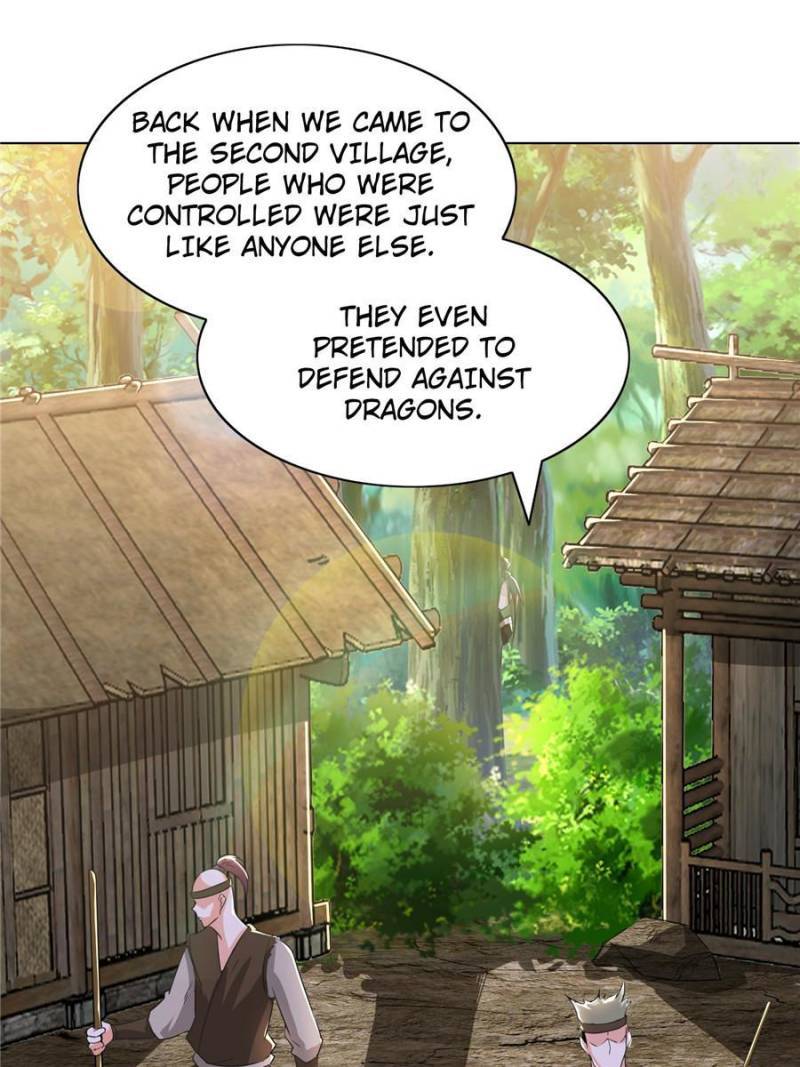 BACK WHEN WE CAME TO
THE SECOND VILLAGE,
PEOPLE WHO WERE
CONTROLLED WERE JUST
LIKE ANYONE ELSE.
THEY EVEN
PRETENDED TO
DEFEND AGAINST
DRAGONS.